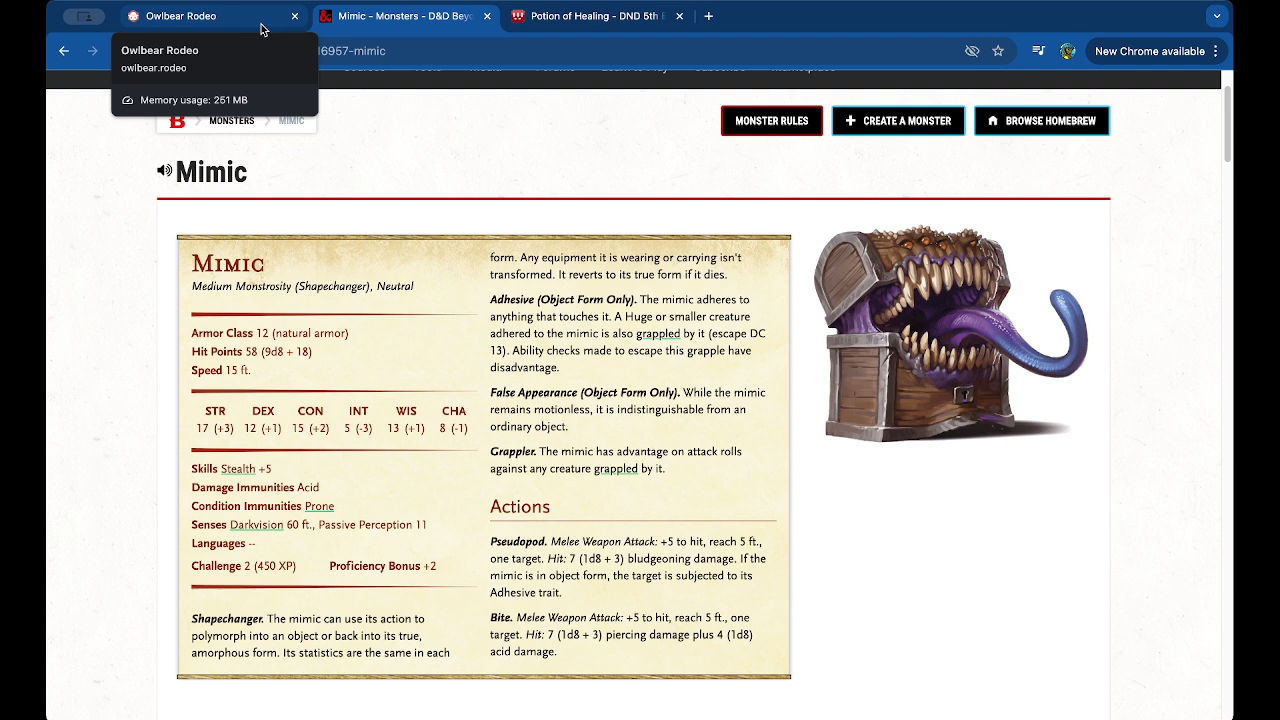 Owlbear Rodeo
Mimic - Monsters - D&D Bey
Potion of Healing - DND 5th E
Owlbear Rodeo
owlbear.rodeo
Memory usage: 251 MB
16957-mimic
New Chrome available
MONSTERS
MIMIC
MONSTER RULES
CREATE A MONSTER
BROWSE HOMEBREW
Mimic
Mimic
Medium Monstrosity (Shapechanger), Neutral
Armor Class 12 (natural armor)
Hit Points 58 (9d8 + 18)
Speed 15 ft.
STR DEX CON INT WIS CHA
17 (+3) 12 (+1) 15 (+2) 5 (-3) 13 (+1) 8 (-1)
Skills Stealth +5
Damage Immunities Acid
Condition Immunities Prone
Senses Darkvision 60 ft., Passive Perception 11
Languages --
Challenge 2 (450 XP) Proficiency Bonus +2
Shapechanger. The mimic can use its action to
polymorph into an object or back into its true,
amorphous form. Its statistics are the same in each
form. Any equipment it is wearing or carrying isn't
transformed. It reverts to its true form if it dies.
Adhesive (Object Form Only). The mimic adheres to
anything that touches it. A Huge or smaller creature
adhered to the mimic is also grappled by it (escape DC
13). Ability checks made to escape this grapple have
disadvantage.
False Appearance (Object Form Only). While the mimic
remains motionless, it is indistinguishable from an
ordinary object.
Grappler. The mimic has advantage on attack rolls
against any creature grappled by it.
Actions
Pseudopod. Melee Weapon Attack: +5 to hit, reach 5 ft.,
one target. Hit: 7 (1d8 + 3) bludgeoning damage. If the
mimic is in object form, the target is subjected to its
Adhesive trait.
Bite. Melee Weapon Attack: +5 to hit, reach 5 ft., one
target. Hit: 7 (1d8 + 3) piercing damage plus 4 (1d8)
acid damage.